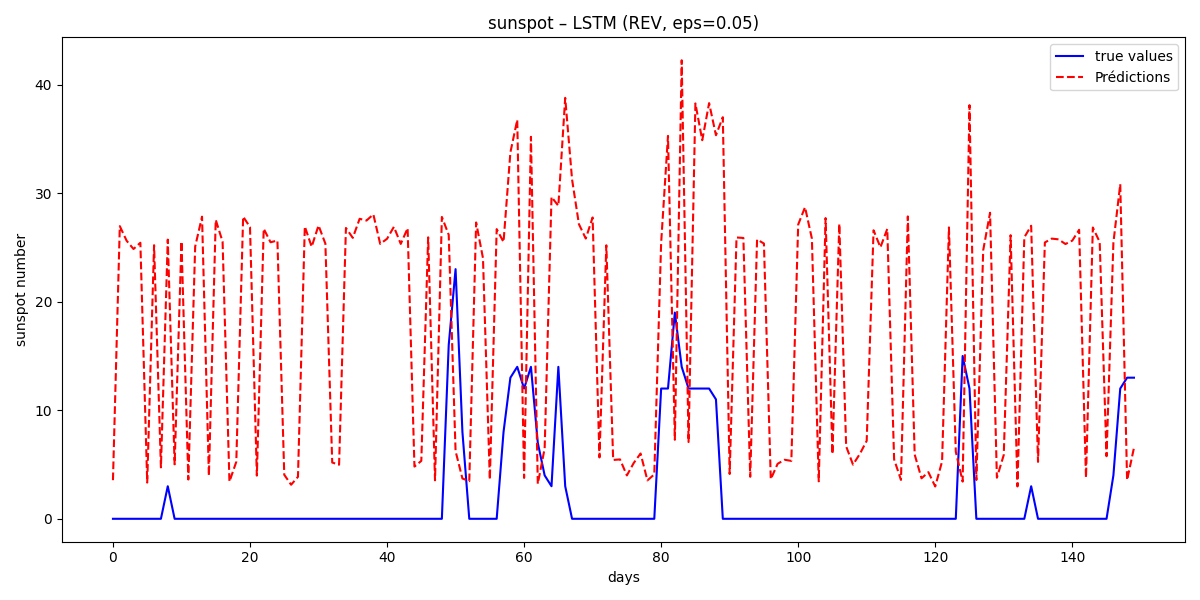 sunspot – LSTM (REV, eps=0.05)
true values
Prédictions
sunspot number
40
30
20
10
0
0 20 40 60 80 100 120 140
days